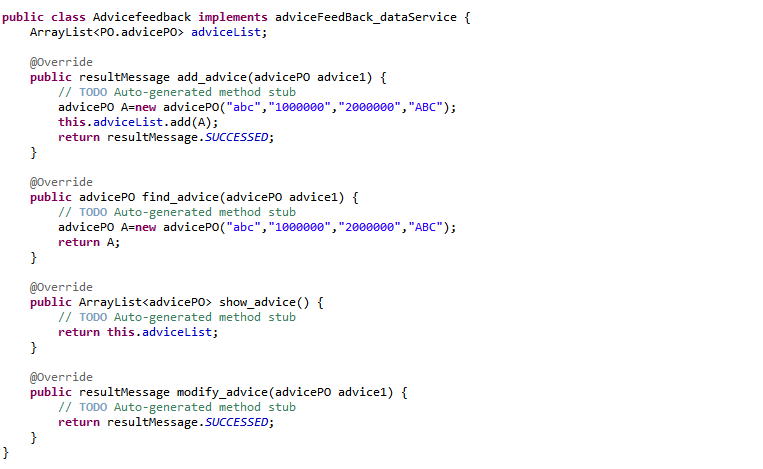 public class Advicefeedback implements adviceFeedBack_dataService {
    ArrayList<PO.advicePO> adviceList;
    @Override
    public resultMessage add_advice(advicePO advice1) {
        // TODO Auto-generated method stub
        advicePO A=new advicePO("abc","1000000","2000000","ABC");
        this.adviceList.add(A);
        return resultMessage.SUCCESSED;
    }
    @Override
    public advicePO find_advice(advicePO advice1) {
        // TODO Auto-generated method stub
        advicePO A=new advicePO("abc","1000000","2000000","ABC");
        return A;
    }
    @Override
    public ArrayList<advicePO> show_advice() {
        // TODO Auto-generated method stub
        return this.adviceList;
    }
    @Override
    public resultMessage modify_advice(advicePO advice1) {
        // TODO Auto-generated method stub
        return resultMessage.SUCCESSED;
    }
}